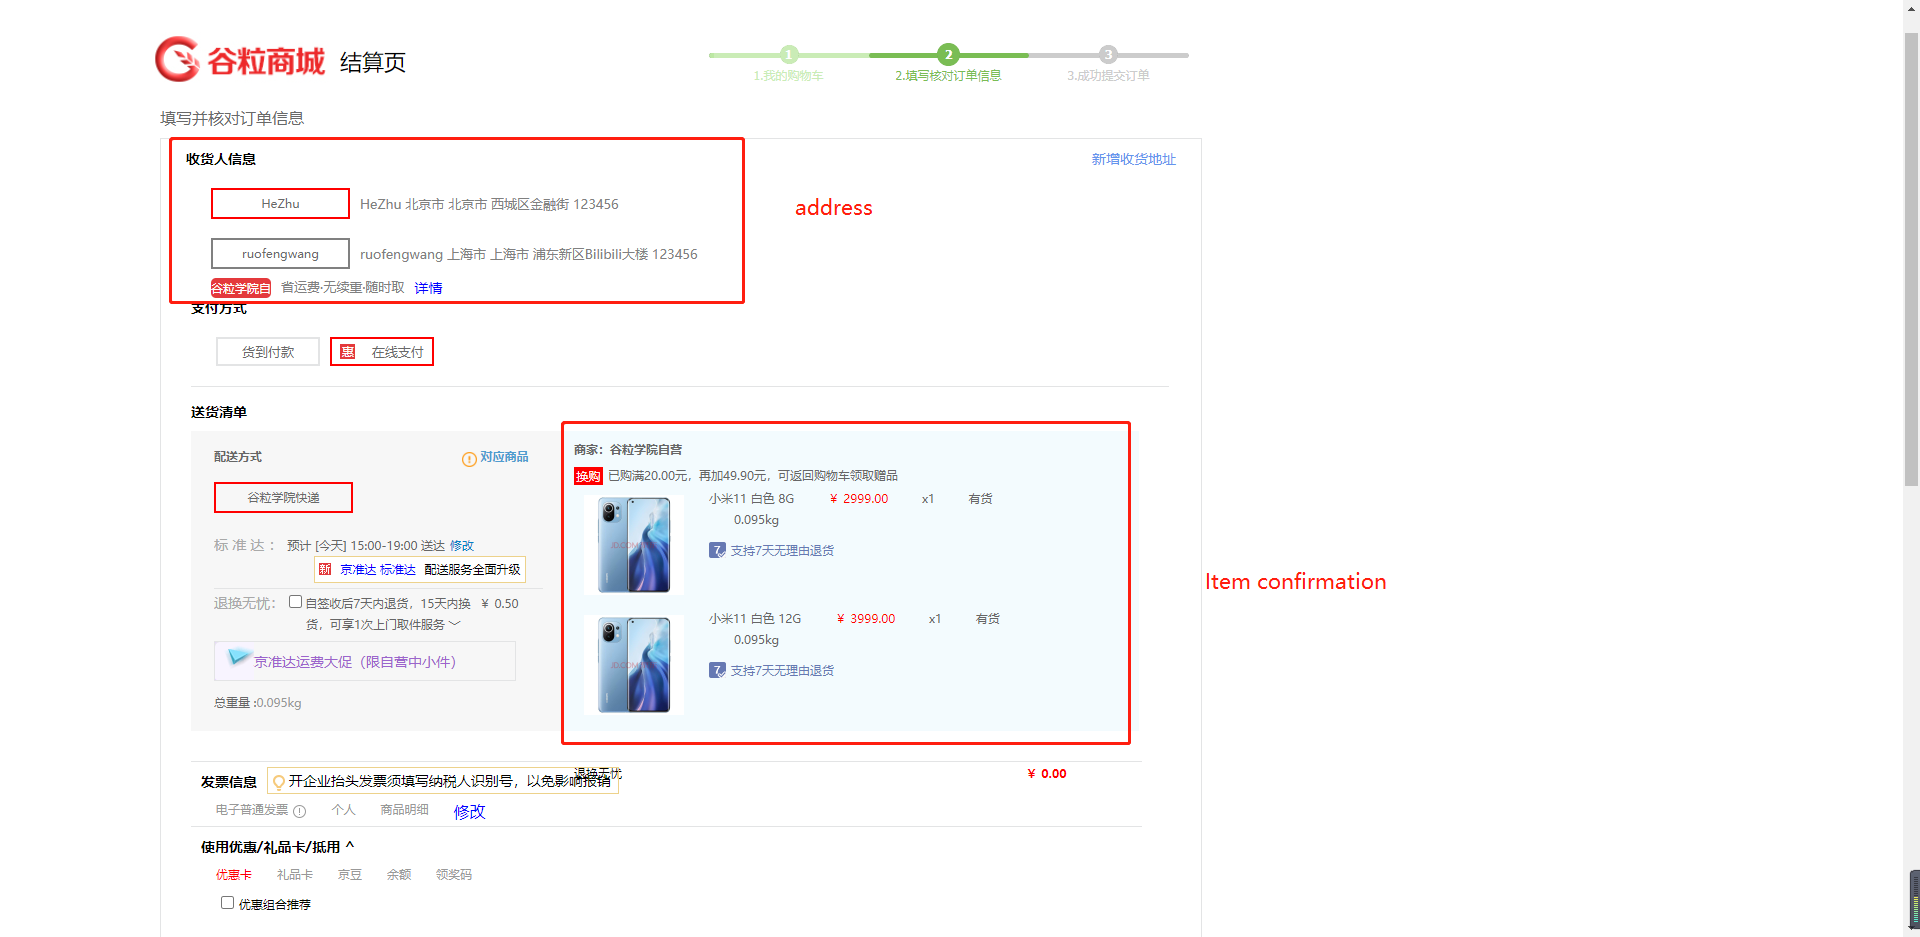 谷粒商城 结算页
1 2 3
1.我的购物车 2.填写核对订单信息 3.成功提交订单
填写并核对订单信息
收货人信息 新增收货地址
HeZhu HeZhu 北京市 北京市 西城区金融街 123456
address
ruofengwang ruofengwang 上海市 上海市 浦东新区Bilibili大楼 123456
谷粒学院自 省运费·无续重·随时取 详情
支付方式
货到付款 惠 在线支付
送货清单
配送方式 对应商品
谷粒学院快递
标 准 达： 预计 [今天] 15:00-19:00 送达 修改
新 京准达 标准达 配送服务全面升级
退换无忧： 自签收后7天内退货，15天内换 ￥ 0.50
货，可享1次上门取件服务
京准达运费大促（限自营中小件）
总重量 :0.095kg
商家：谷粒学院自营
换购 已购满20.00元，再加49.90元，可返回购物车领取赠品
小米11 白色 8G ￥ 2999.00 x1 有货
0.095kg
JD.COM
7 支持7天无理由退货
Item confirmation
小米11 白色 12G ￥ 3999.00 x1 有货
0.095kg
JD.COM
7 支持7天无理由退货
退换无忧 ￥ 0.00
发票信息 开企业抬头发票须填写纳税人识别号，以免影响报销
电子普通发票 个人 商品明细 修改
使用优惠/礼品卡/抵用 ^
优惠卡 礼品卡 京豆 余额 领奖码
优惠组合推荐